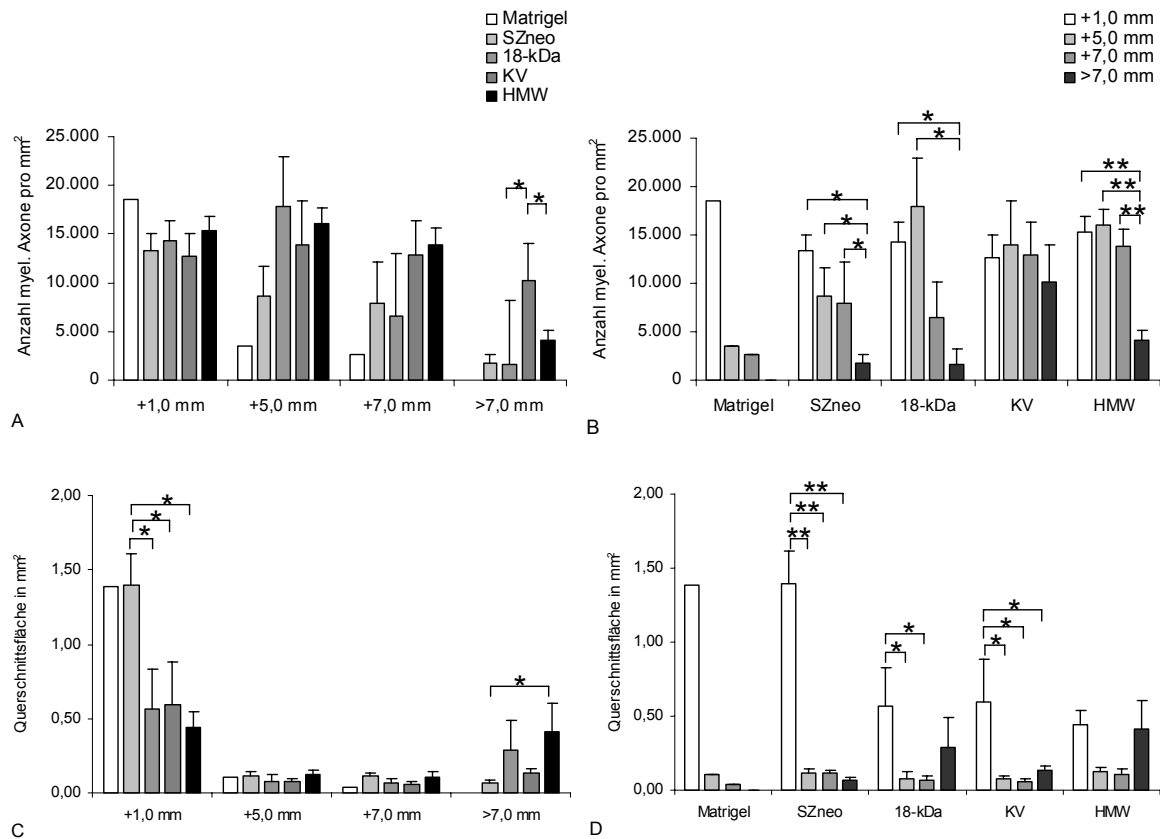 Matrigel
SZneo
18-kDa
KV
HMW
Anzahl myel. Axone pro mm²
25.000
20.000
15.000
10.000
5.000
0
* *
+1,0 mm +5,0 mm +7,0 mm >7,0 mm
A
+1,0 mm
+5,0 mm
+7,0 mm
>7,0 mm
Anzahl myel. Axone pro mm²
25.000
20.000
15.000
10.000
5.000
0
* * * * * ** ** **
Matrigel SZneo 18-kDa KV HMW
B
Querschnittsfläche in mm²
2,00
1,50
1,00
0,50
0,00
* * * *
+1,0 mm +5,0 mm +7,0 mm >7,0 mm
C
Querschnittsfläche in mm²
2,00
1,50
1,00
0,50
0,00
** ** ** * * * * *
Matrigel SZneo 18-kDa KV HMW
D